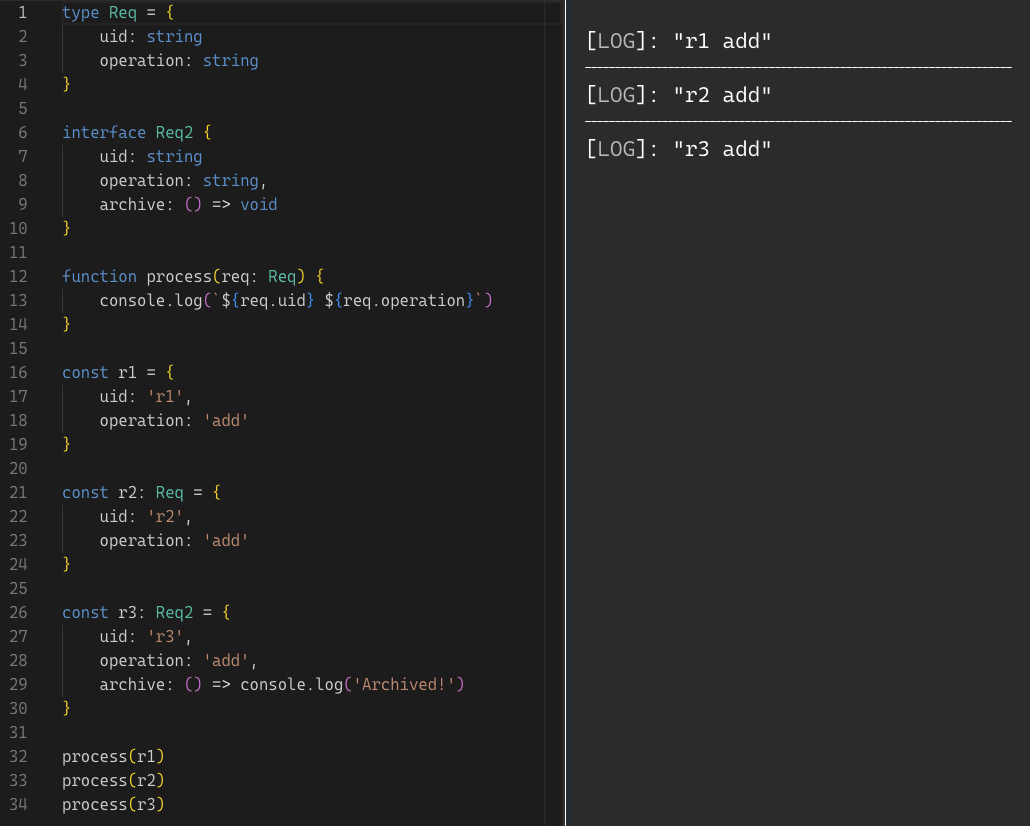 1 type Req = {
2     uid: string
3     operation: string
4 }
5
6 interface Req2 {
7     uid: string
8     operation: string,
9     archive: () => void
10 }
11
12 function process(req: Req) {
13     console.log(`${req.uid} ${req.operation}`)
14 }
15
16 const r1 = {
17     uid: 'r1',
18     operation: 'add'
19 }
20
21 const r2: Req = {
22     uid: 'r2',
23     operation: 'add'
24 }
25
26 const r3: Req2 = {
27     uid: 'r3',
28     operation: 'add',
29     archive: () => console.log('Archived!')
30 }
31
32 process(r1)
33 process(r2)
34 process(r3)
[LOG]: "r1 add"
[LOG]: "r2 add"
[LOG]: "r3 add"